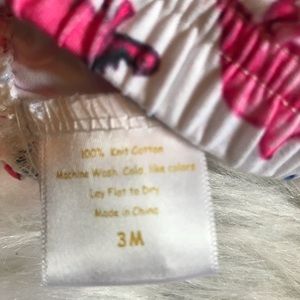 100% Knit Cotton
Machine Wash. Cold, like colors
Lay Flat to Dry
Made in China
3M